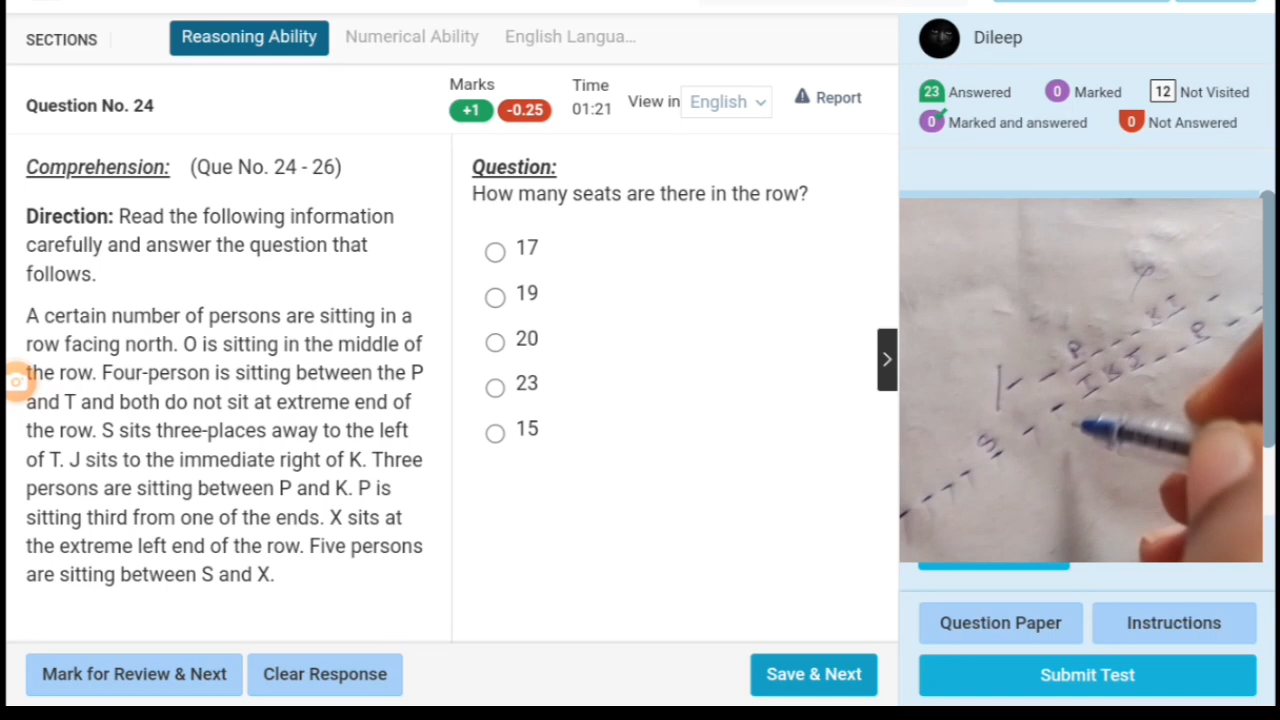 SECTIONS
Reasoning Ability
Numerical Ability
English Langua...
Dileep
Question No. 24
Marks
+1
-0.25
Time
01:21
View in
English
Report
23 Answered
0 Marked
12 Not Visited
0 Marked and answered
0 Not Answered
Comprehension: (Que No. 24 - 26)
Direction: Read the following information
carefully and answer the question that
follows.
A certain number of persons are sitting in a
row facing north. O is sitting in the middle of
the row. Four-person is sitting between the P
and T and both do not sit at extreme end of
the row. S sits three-places away to the left
of T. J sits to the immediate right of K. Three
persons are sitting between P and K. P is
sitting third from one of the ends. X sits at
the extreme left end of the row. Five persons
are sitting between S and X.
Question:
How many seats are there in the row?
17
19
20
23
15
P
S
Mark for Review & Next
Clear Response
Save & Next
Question Paper
Instructions
Submit Test